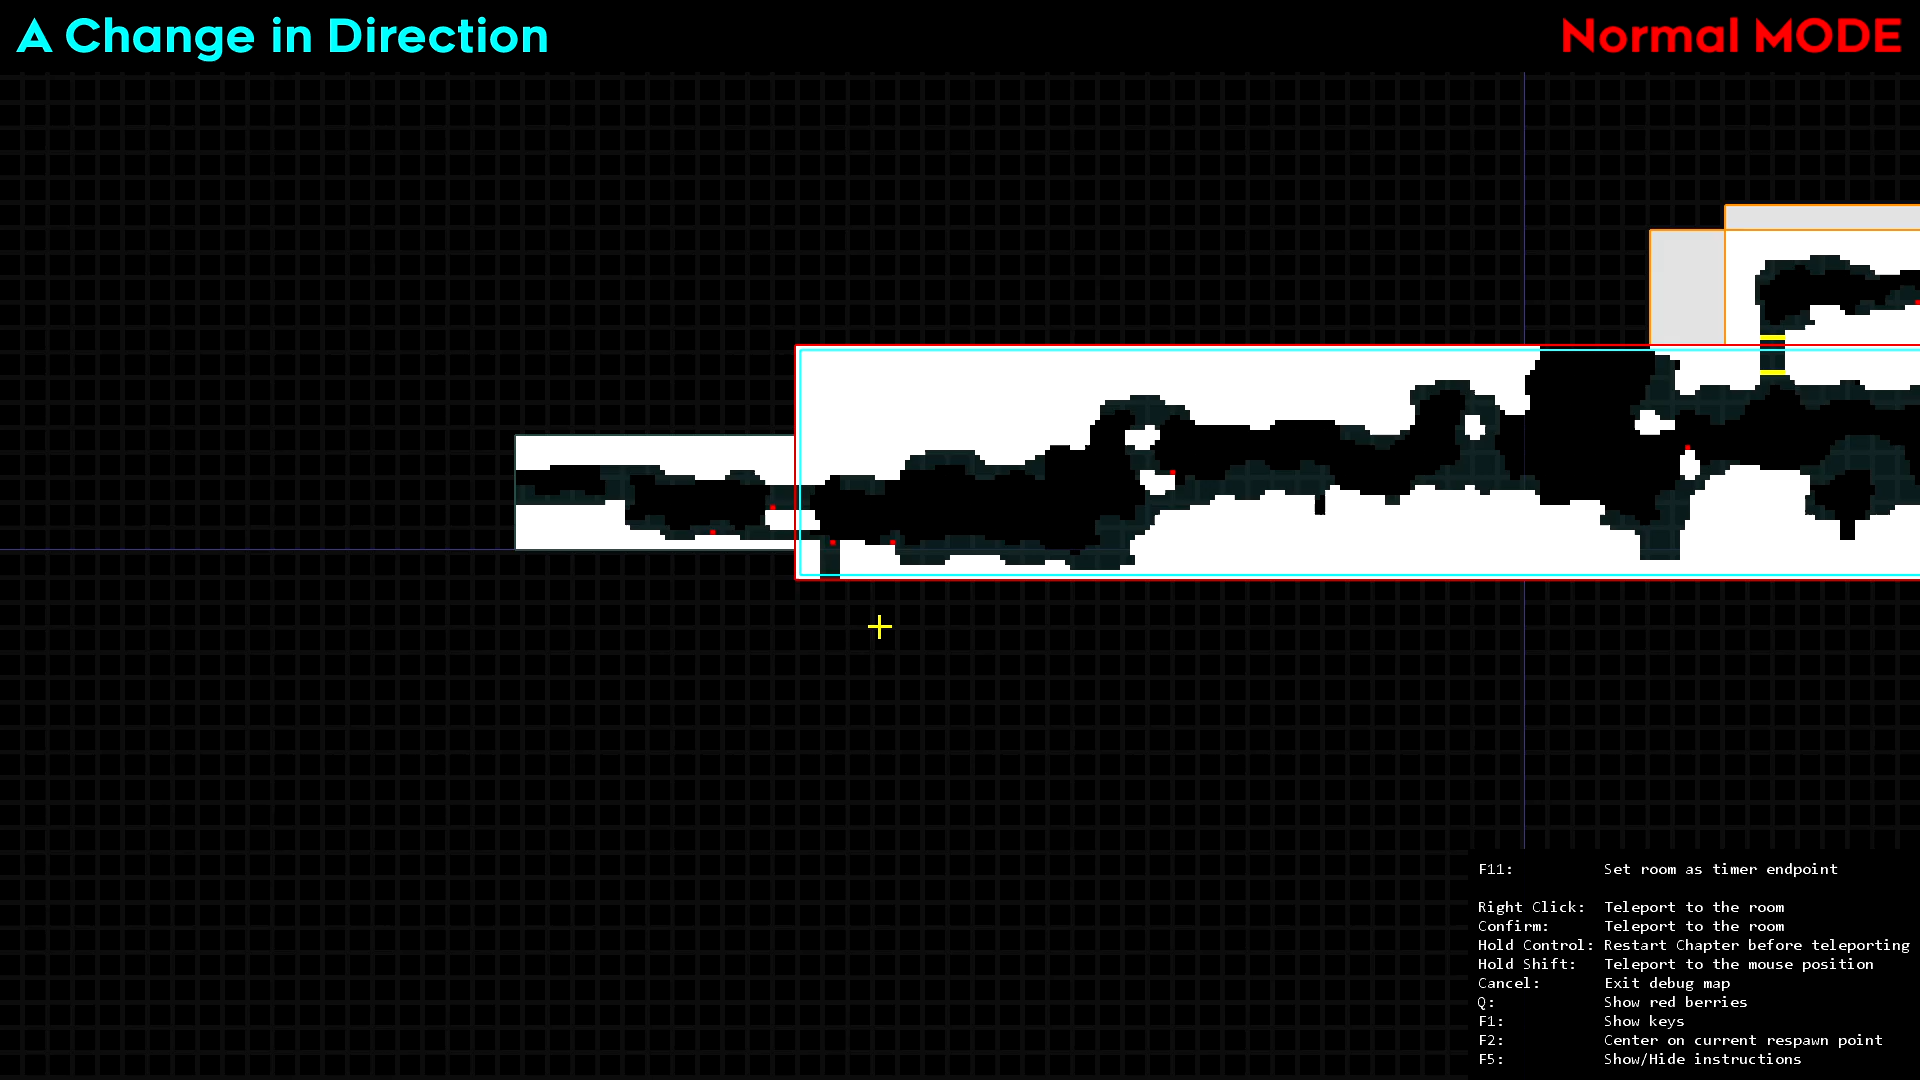 A Change in Direction
Normal MODE
F11: Set room as timer endpoint
Right Click: Teleport to the room
Confirm: Teleport to the room
Hold Control: Restart Chapter before teleporting
Hold Shift: Teleport to the mouse position
Cancel: Exit debug map
Q: Show red berries
F1: Show keys
F2: Center on current respawn point
F5: Show/Hide instructions